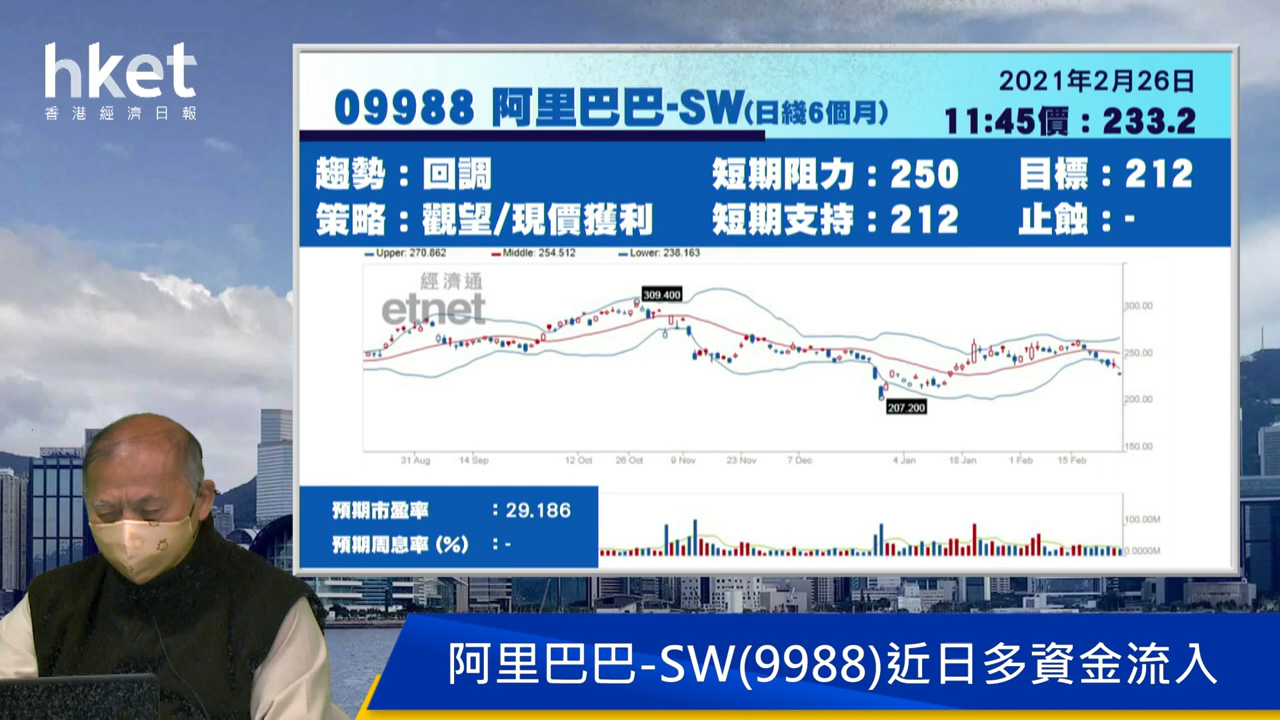 hket
香港經濟日報
2021年2月26日
09988 阿里巴巴-SW(日綫6個月)
11:45價：233.2
趨勢：回調 短期阻力：250 目標：212
策略：觀望/現價獲利 短期支持：212 止蝕：-
Upper: 270.862 Middle: 254.512 Lower: 238.163
經濟通
etnet
309.400
300.00
250.00
207.200
200.00
150.00
31 Aug 14 Sep 12 Oct 26 Oct 9 Nov 23 Nov 7 Dec 4 Jan 18 Jan 1 Feb 15 Feb
預期市盈率 ：29.186
預期周息率 (%) ：-
100.00M
0.0000M
阿里巴巴-SW(9988)近日多資金流入